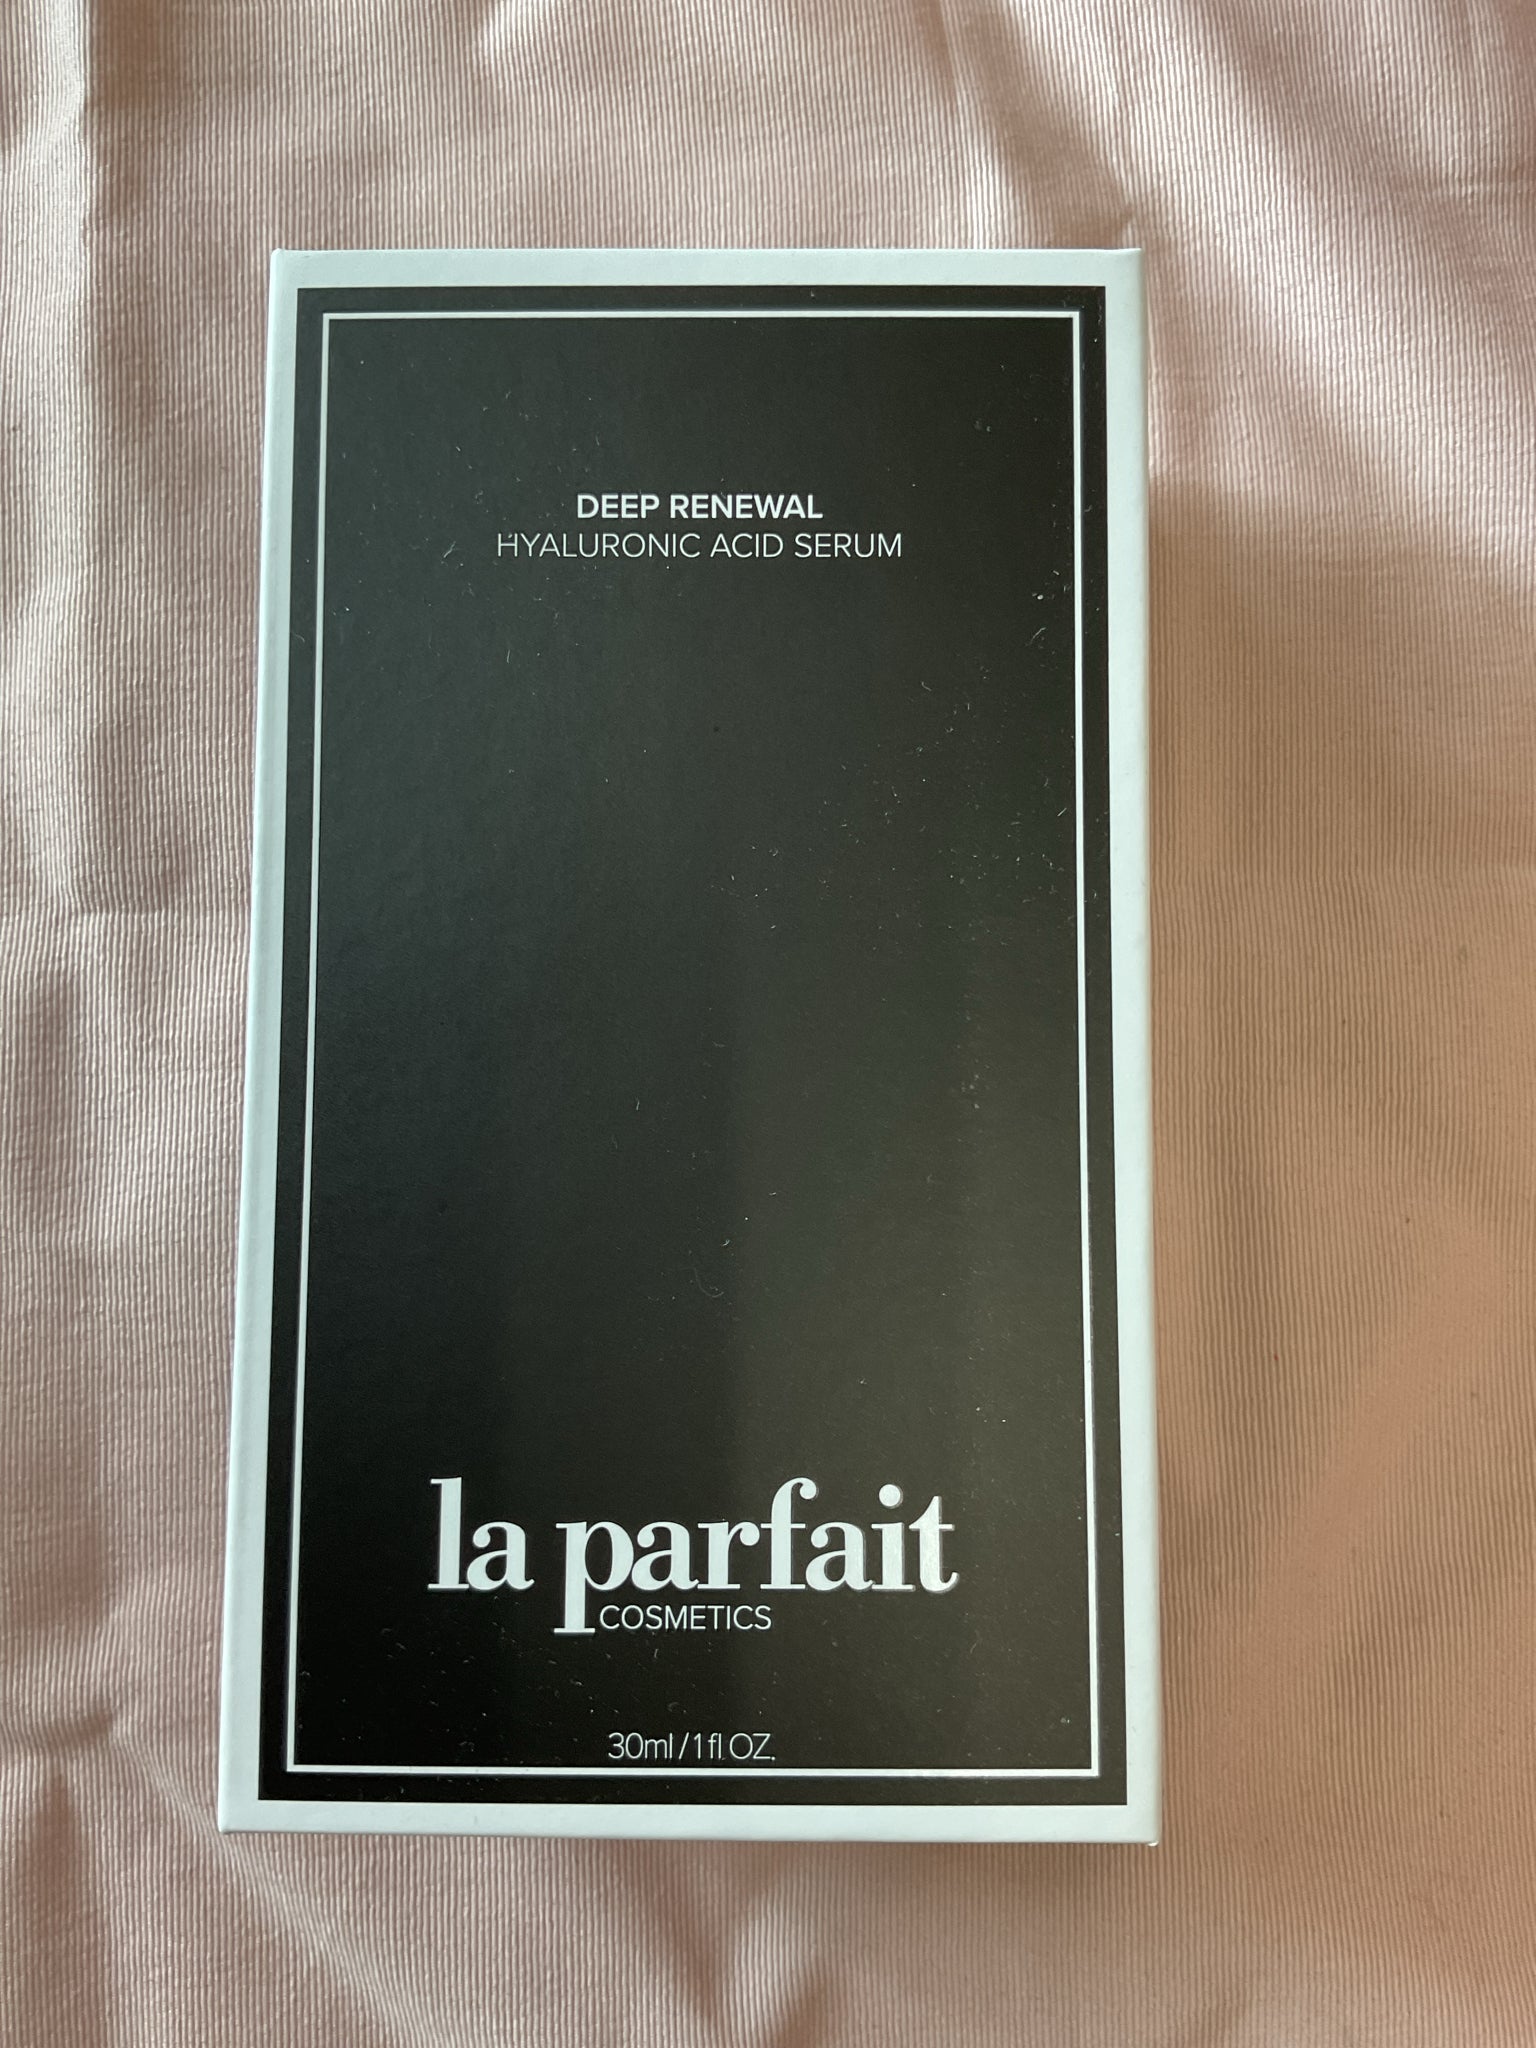 DEEP RENEWAL
HYALURONIC ACID SERUM
la parfait
COSMETICS
30ml / 1 fl OZ.